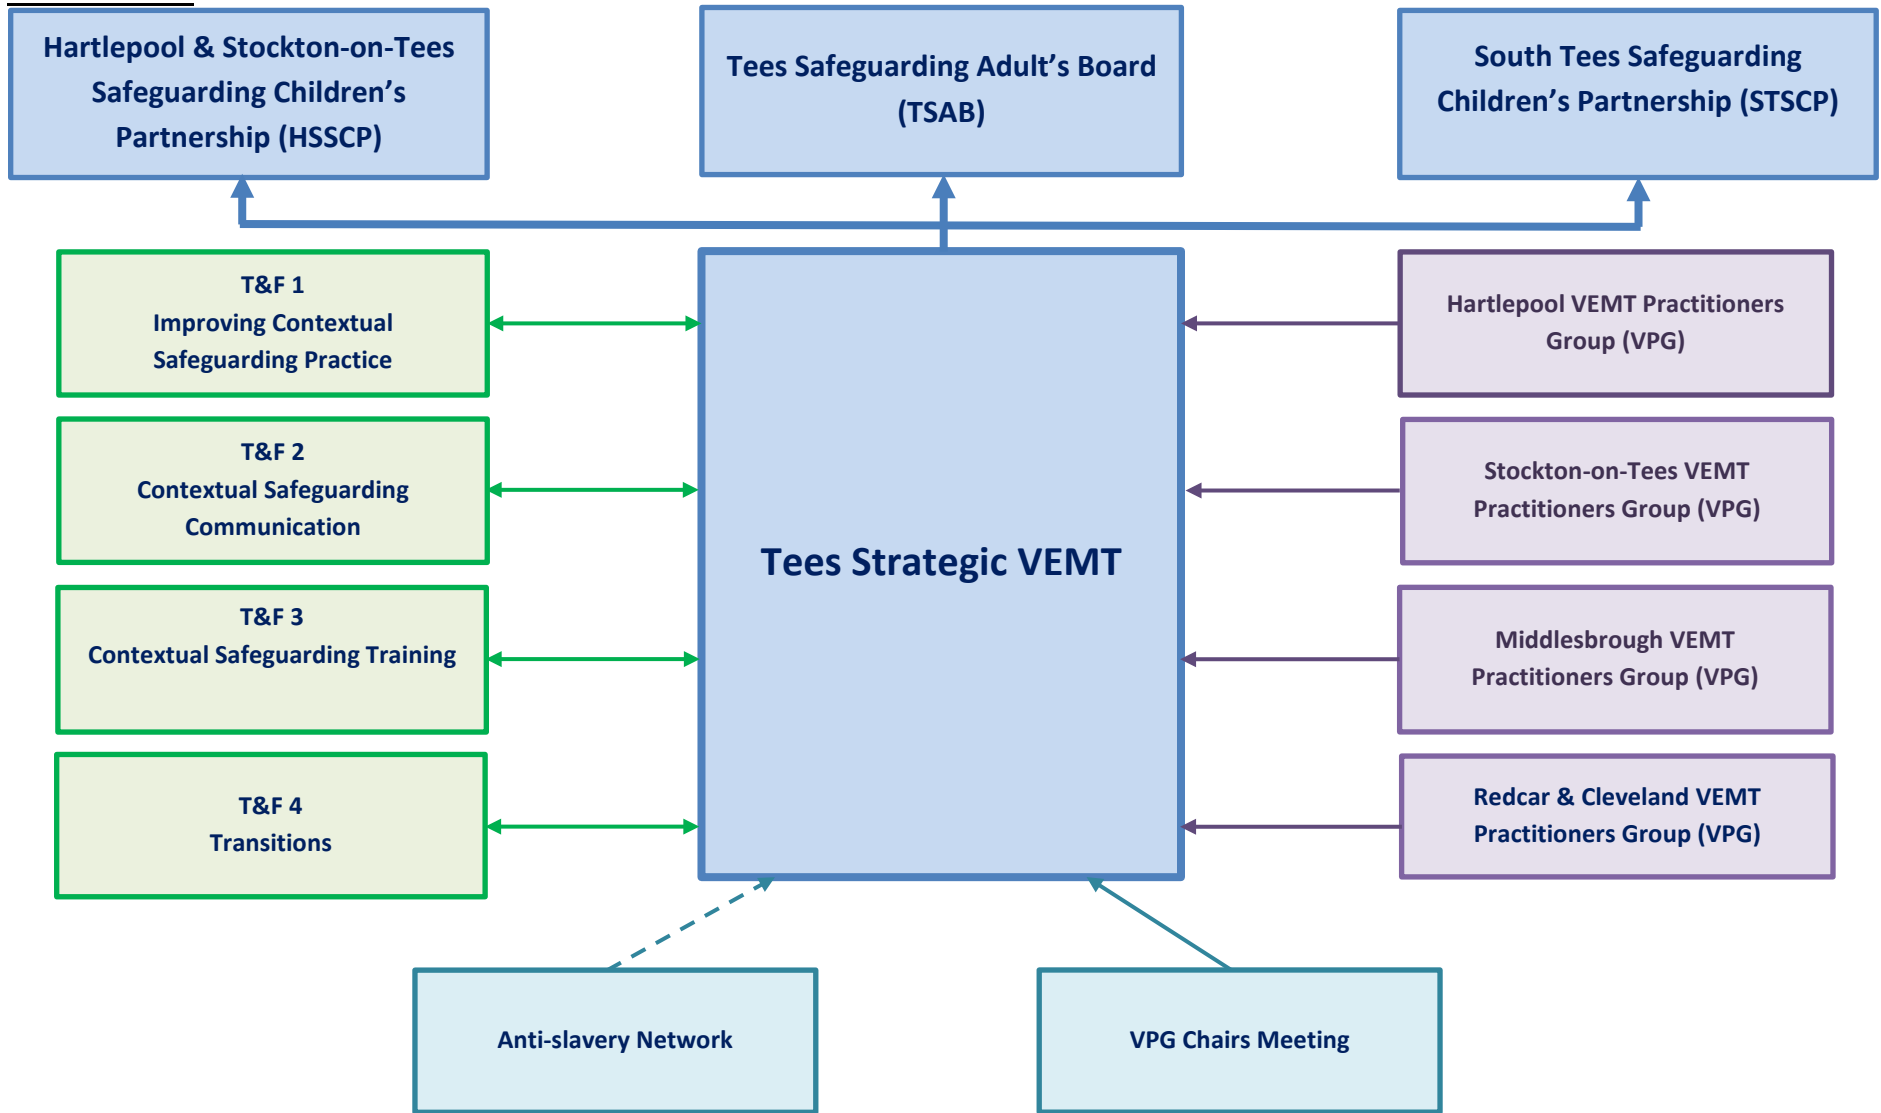 Hartlepool & Stockton-on-Tees
Safeguarding Children’s
Partnership (HSSCP)
Tees Safeguarding Adult’s Board
(TSAB)
South Tees Safeguarding
Children’s Partnership (STSCP)
T&F 1
Improving Contextual
Safeguarding Practice
T&F 2
Contextual Safeguarding
Communication
T&F 3
Contextual Safeguarding Training
T&F 4
Transitions
Tees Strategic VEMT
Hartlepool VEMT Practitioners
Group (VPG)
Stockton-on-Tees VEMT
Practitioners Group (VPG)
Middlesbrough VEMT
Practitioners Group (VPG)
Redcar & Cleveland VEMT
Practitioners Group (VPG)
Anti-slavery Network
VPG Chairs Meeting